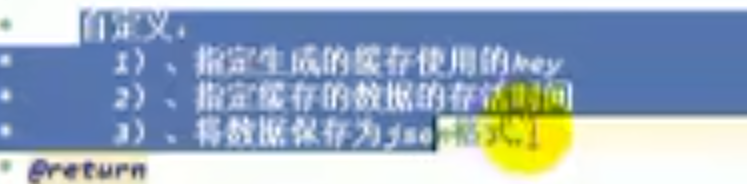 * 自定义:
* 1）、指定生成的缓存使用的key
* 2）、指定缓存的数据的存活时间
* 3）、将数据保存为json格式
* @return